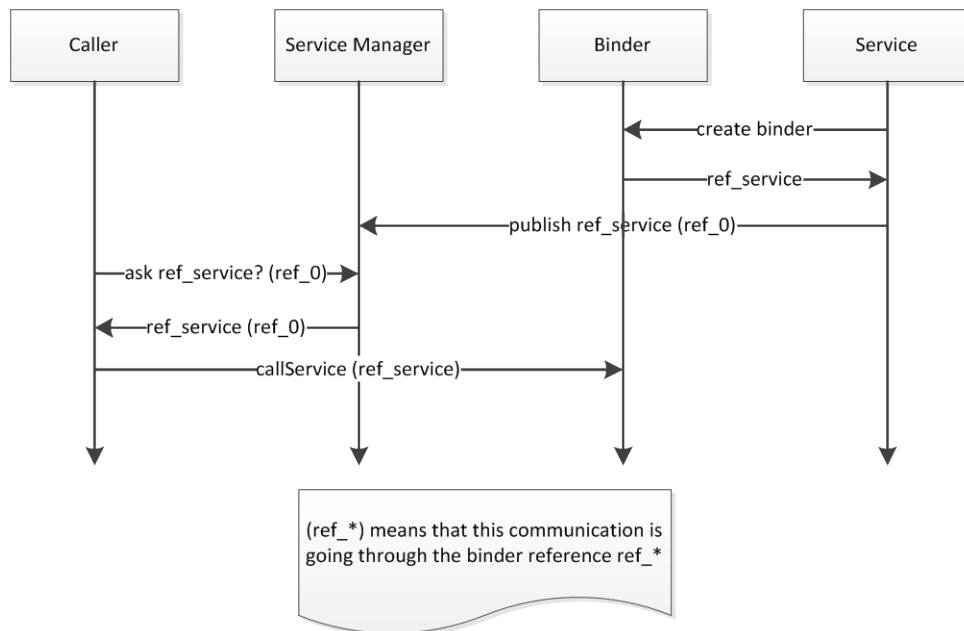 Caller
Service Manager
Binder
Service
create binder
ref_service
publish ref_service (ref_0)
ask ref_service? (ref_0)
ref_service (ref_0)
callService (ref_service)
(ref_*) means that this communication is
going through the binder reference ref_*